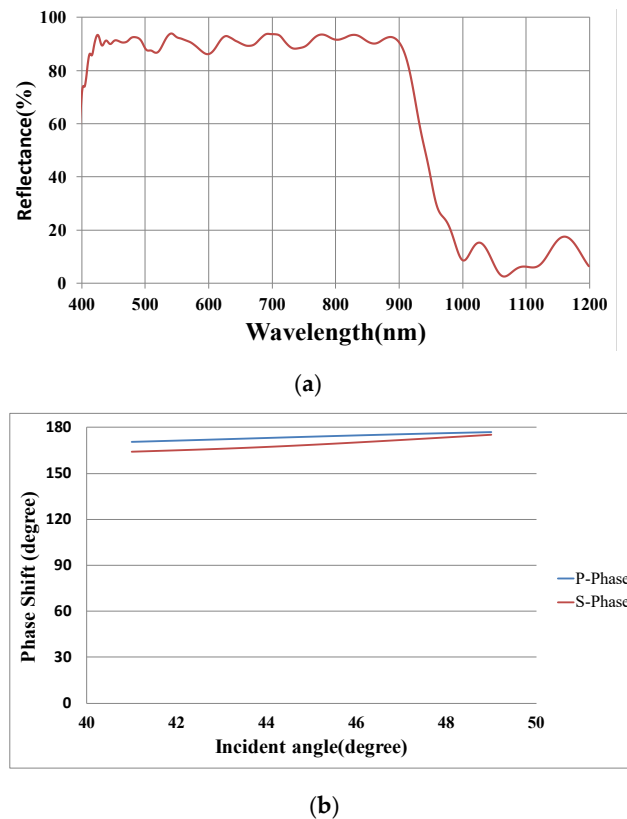 100
80
60
40
20
0
Reflectance(%)
400 500 600 700 800 900 1000 1100 1200
Wavelength(nm)
(a)
180
150
120
90
60
30
0
Phase Shift (degree)
40 42 44 46 48 50
Incident angle(degree)
P-Phase
S-Phase
(b)